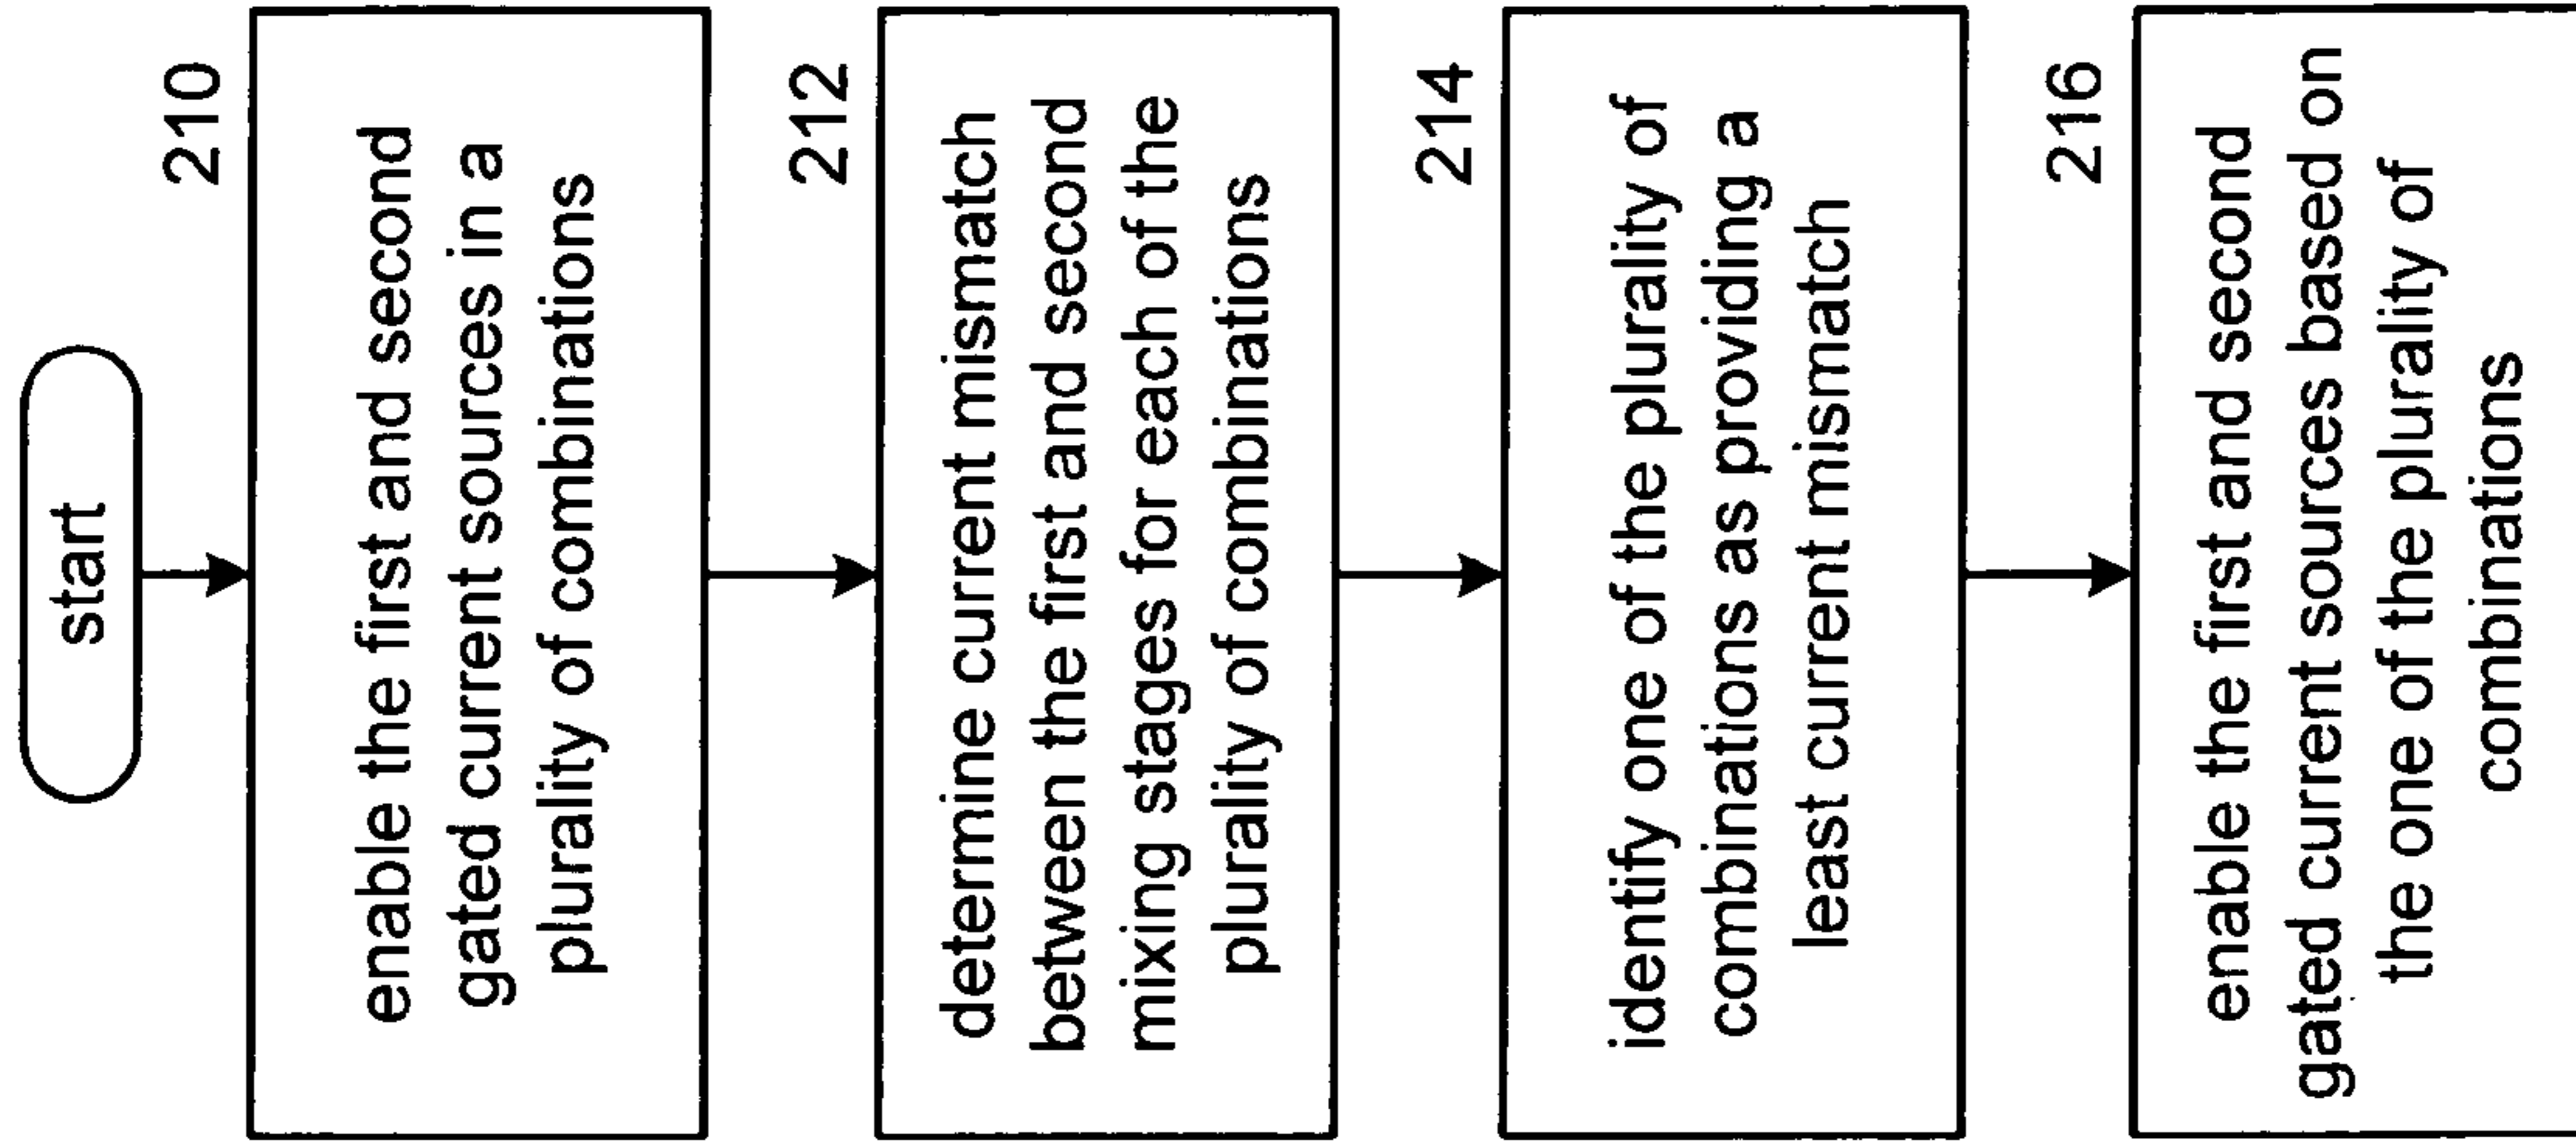 start
210
enable the first and second
gated current sources in a
plurality of combinations
212
determine current mismatch
between the first and second
mixing stages for each of the
plurality of combinations
214
identify one of the plurality of
combinations as providing a
least current mismatch
216
enable the first and second
gated current sources based on
the one of the plurality of
combinations